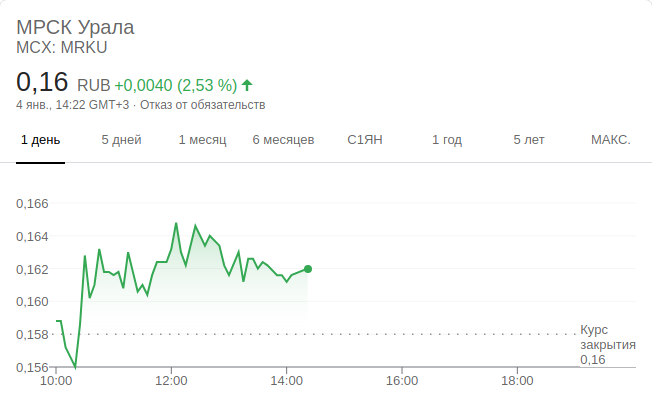 МРСК Урала
MCX: MRKU
0,16 RUB +0,0040 (2,53 %)
4 янв., 14:22 GMT+3 · Отказ от обязательств
1 день 5 дней 1 месяц 6 месяцев С1ЯН 1 год 5 лет МАКС.
0,166
0,164
0,162
0,160
0,158
0,156
Курс
закрытия
0,16
10:00 12:00 14:00 16:00 18:00